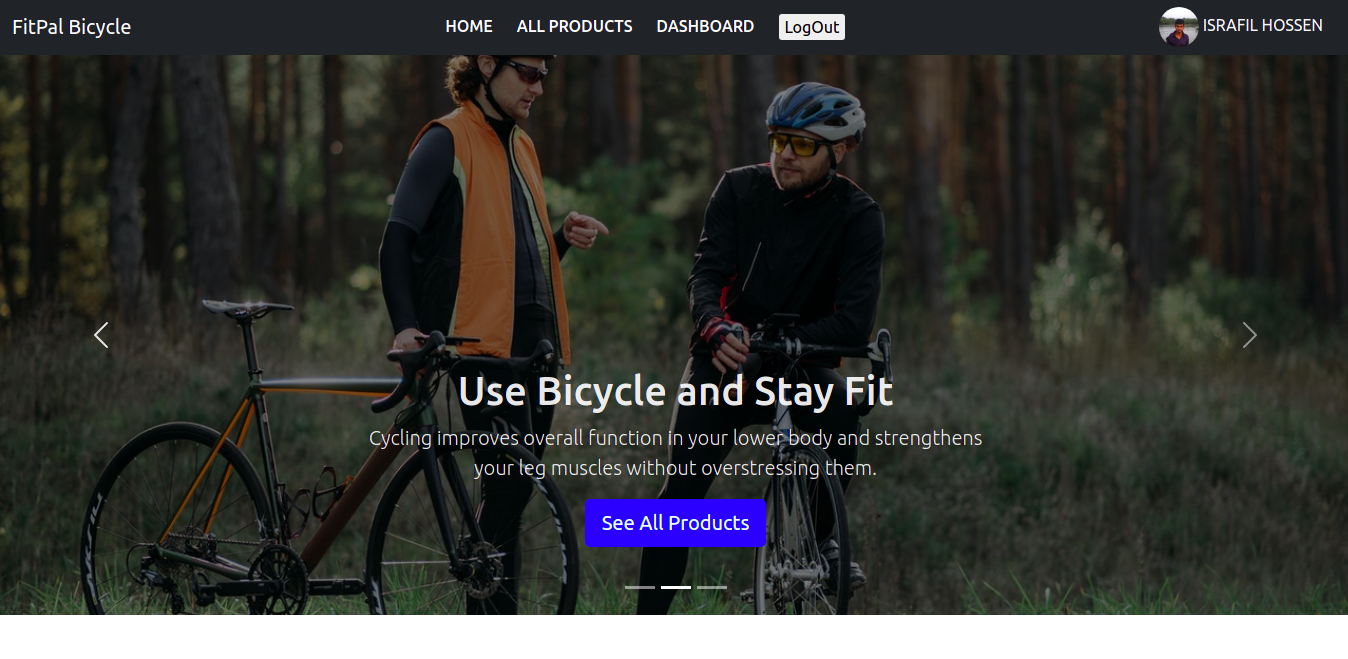 FitPal Bicycle
HOME ALL PRODUCTS DASHBOARD LogOut
ISRAFIL HOSSEN
Use Bicycle and Stay Fit
Cycling improves overall function in your lower body and strengthens
your leg muscles without overstressing them.
See All Products